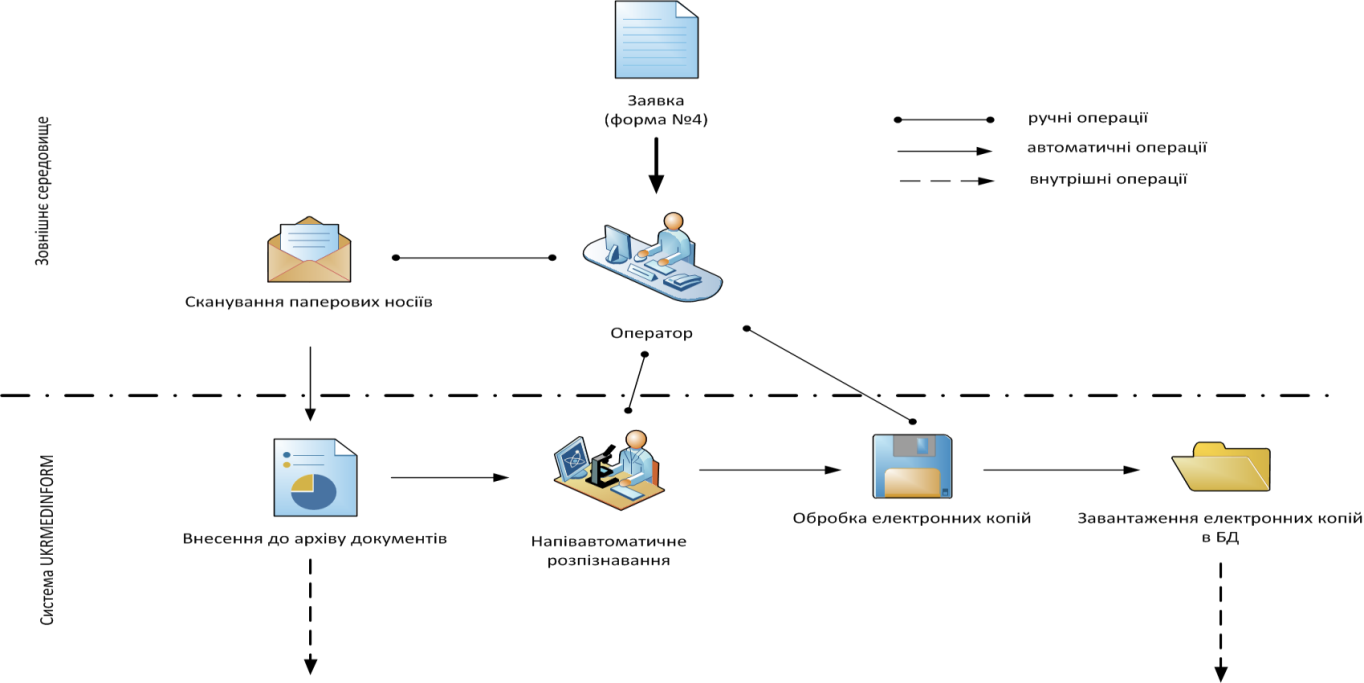 Заявка
(форма №4)
ручні операції
автоматичні операції
внутрішні операції
Зовнішнє середовище
Сканування паперових носіїв
Оператор
Система UKRMEDINFORM
Внесення до архіву документів
Напівавтоматичне
розпізнавання
Обробка електронних копій
Завантаження електронних копій
в БД